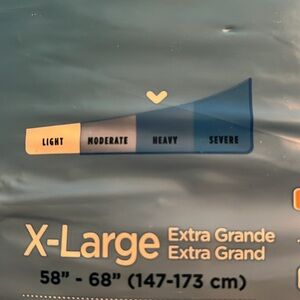 LIGHT MODERATE HEAVY SEVERE
X-Large Extra Grande
Extra Grand
58" - 68" (147-173 cm)